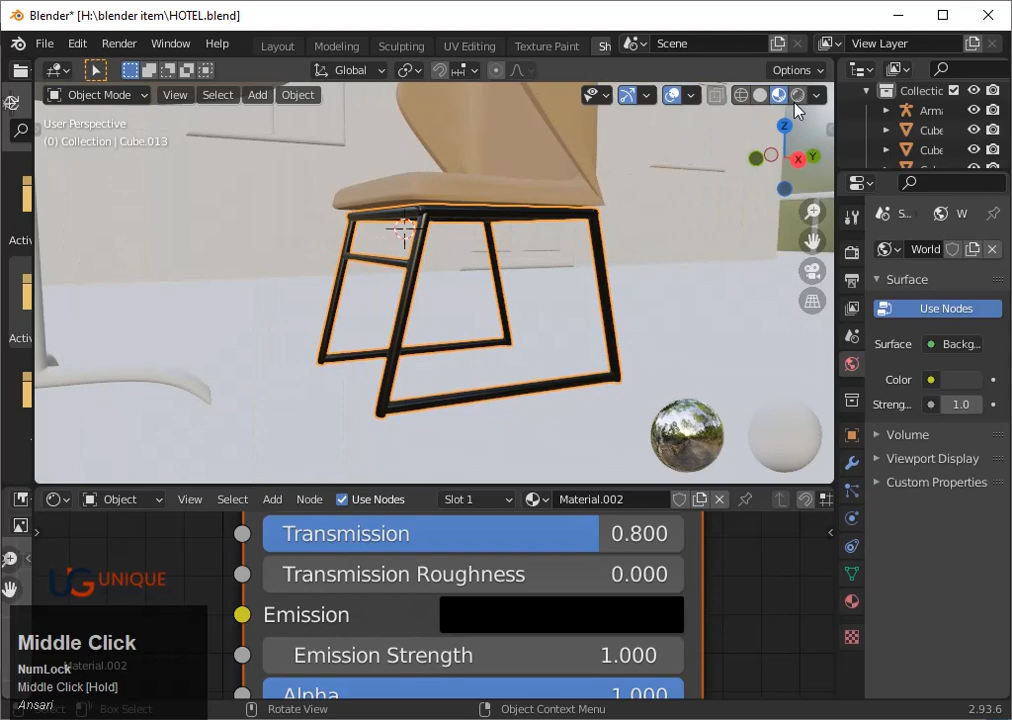 Blender* [H:\blender item\HOTEL.blend]
File Edit Render Window Help Layout Modeling Sculpting UV Editing Texture Paint Sh Scene View Layer
Global Options
Object Mode View Select Add Object Collectic
User Perspective Arma
(0) Collection | Cube.013 Cube
Cube
Z
X Y
S... W
Activ World
Surface
Use Nodes
Activ Surface Backg...
Color
Streng... 1.0
Volume
Viewport Display
Custom Properties
Object View Select Add Node Use Nodes Slot 1 Material.002
Transmission 0.800
Transmission Roughness 0.000
UG UNIQUE
Emission
Middle Click
Emission Strength 1.000
NumLock
Material.002
Middle Click [Hold]
Alpha 1.000
Ansari
Select Box Select Rotate View Object Context Menu 2.93.6